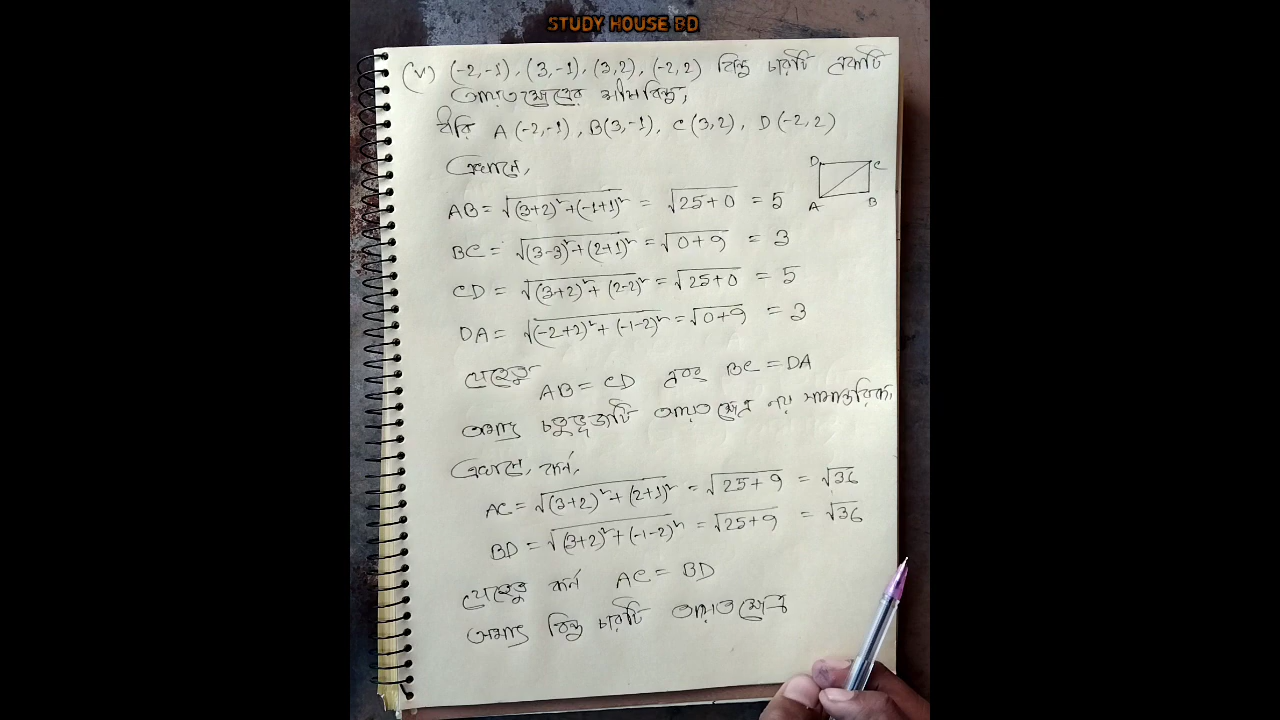 STUDY HOUSE BD
(v) (-2,-1), (3,-1), (3,2), (-2,2) বিন্দু চারটি একটি
আয়তক্ষেত্রের শীর্ষবিন্দু,
ধরি A(-2,-1), B(3,-1), C(3,2), D(-2,2)
এখানে,
D C
AB = √(3+2)² + (-1+1)² = √25+0 = 5
A B
BC = √(3-3)² + (2+1)² = √0+9 = 3
CD = √(3+2)² + (2-2)² = √25+0 = 5
DA = √(-2+2)² + (-1-2)² = √0+9 = 3
যেহেতু AB = CD এবং BC = DA
অতএব চতুর্ভুজটি আয়তক্ষেত্র নয় সামান্তরিক,
এখানে, কর্ন,
AC = √(3+2)² + (2+1)² = √25+9 = √36
BD = √(3+2)² + (-1-2)² = √25+9 = √36
যেহেতু কর্ন AC = BD
অতএব বিন্দু চারটি আয়তক্ষেত্র